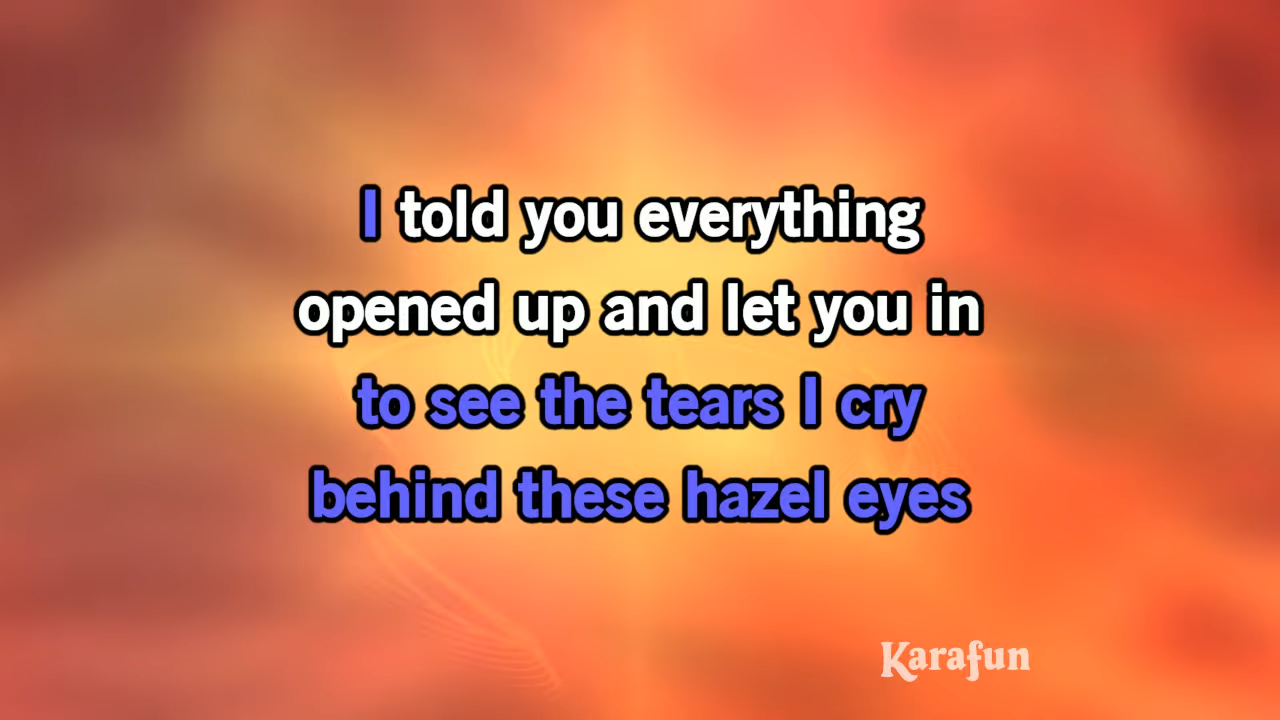 I told you everything
opened up and let you in
to see the tears I cry
behind these hazel eyes
Karafun